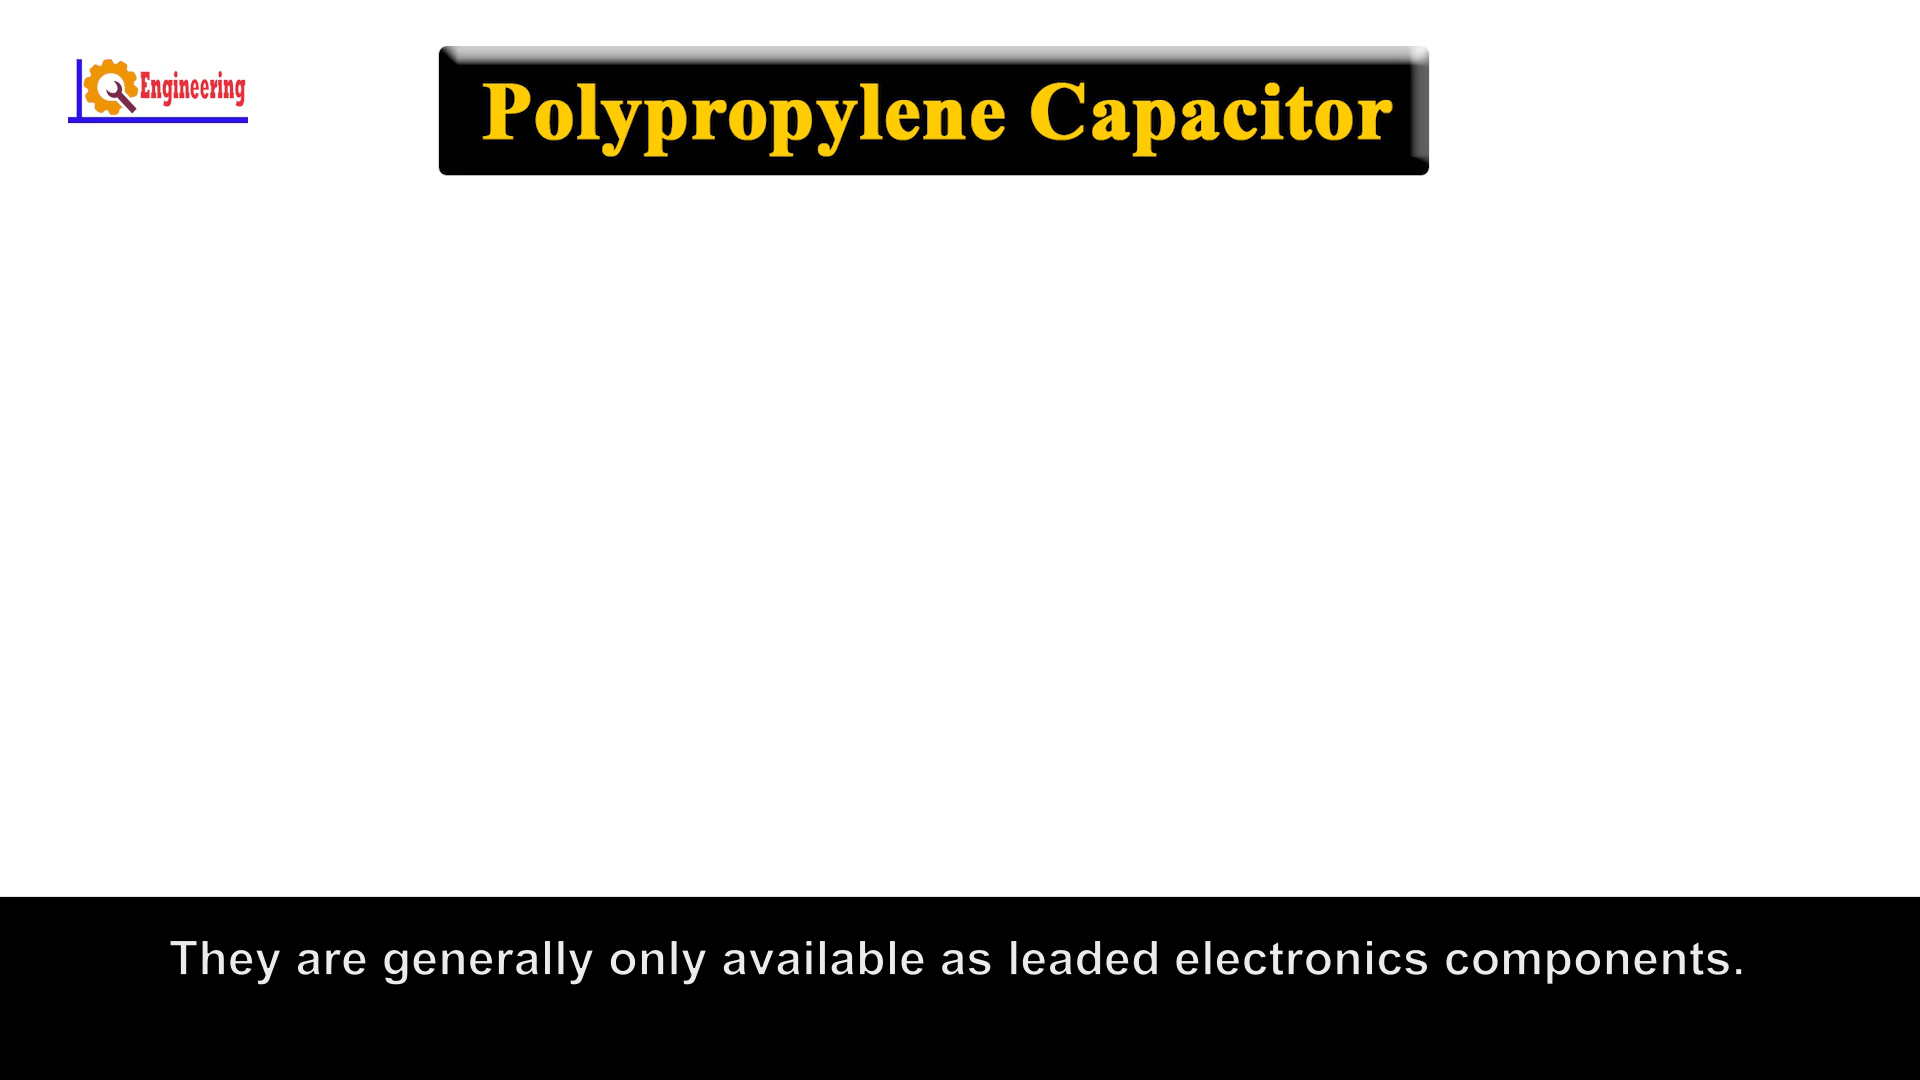 Engineering
Polypropylene Capacitor
They are generally only available as leaded electronics components.